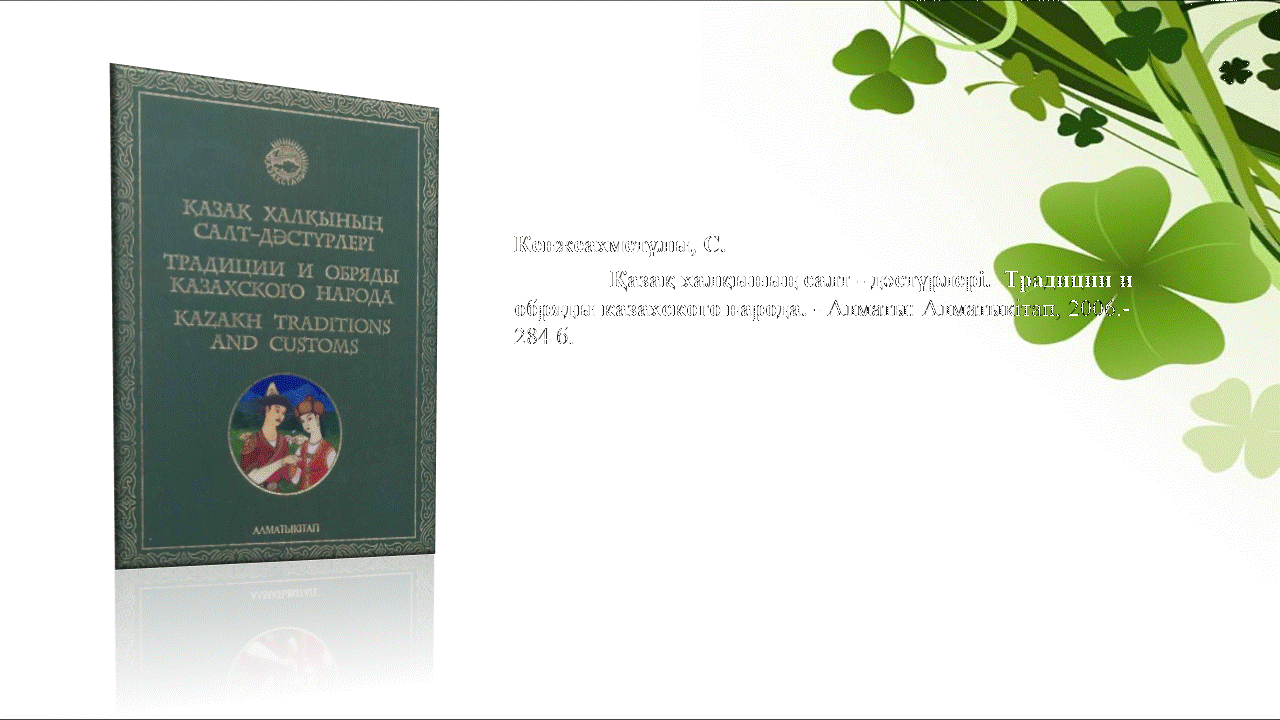 ҚАЗАҚСТАН
ҚАЗАҚ ХАЛҚЫНЫҢ
САЛТ-ДӘСТҮРЛЕРІ
ТРАДИЦИИ И ОБРЯДЫ
КАЗАХСКОГО НАРОДА
KAZAKH TRADITIONS
AND CUSTOMS
АЛМАТЫКІТАП
Кенжеахметұлы, С.
Қазақ халқының салт - дәстүрлері. Традиции и
обряды казахского народа. - Алматы: Алматыкітап, 2006.-
284 б.